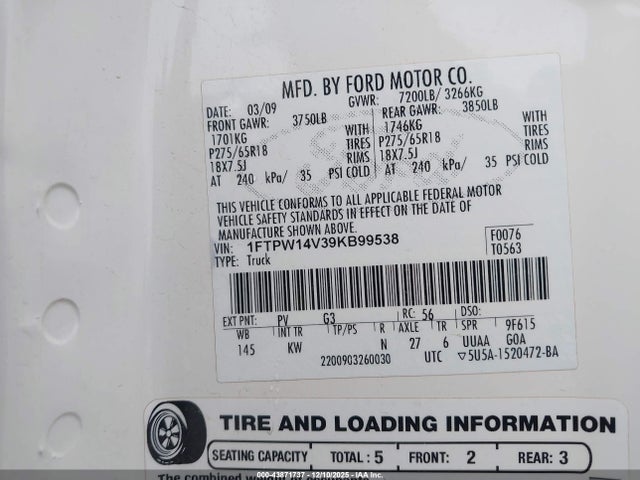 MFD. BY FORD MOTOR CO.
DATE: 03/09 GVWR: 7200LB/ 3266KG
FRONT GAWR: 3750LB REAR GAWR: 3850LB
1701KG WITH 1746KG WITH
P275/65R18 TIRES P275/65R18 TIRES
18X7.5J RIMS 18X7.5J RIMS
AT 240 kPa/ 35 PSI COLD AT 240 kPa/ 35 PSI COLD
THIS VEHICLE CONFORMS TO ALL APPLICABLE FEDERAL MOTOR
VEHICLE SAFETY STANDARDS IN EFFECT ON THE DATE OF
MANUFACTURE SHOWN ABOVE.
VIN: 1FTPW14V39KB99538 F0076
TYPE: Truck T0563
EXT PNT: PV G3 RC: 56 DSO:
WB INT TR TP/PS R AXLE TR SPR 9F615
145 KW N 27 6 UUAA GOA
2200903260030 UTC ▽5U5A-1520472-BA
TIRE AND LOADING INFORMATION
SEATING CAPACITY TOTAL : 5 FRONT: 2 REAR: 3
The combined weight of
000-43871737 - 12/10/2025 - IAA Inc.